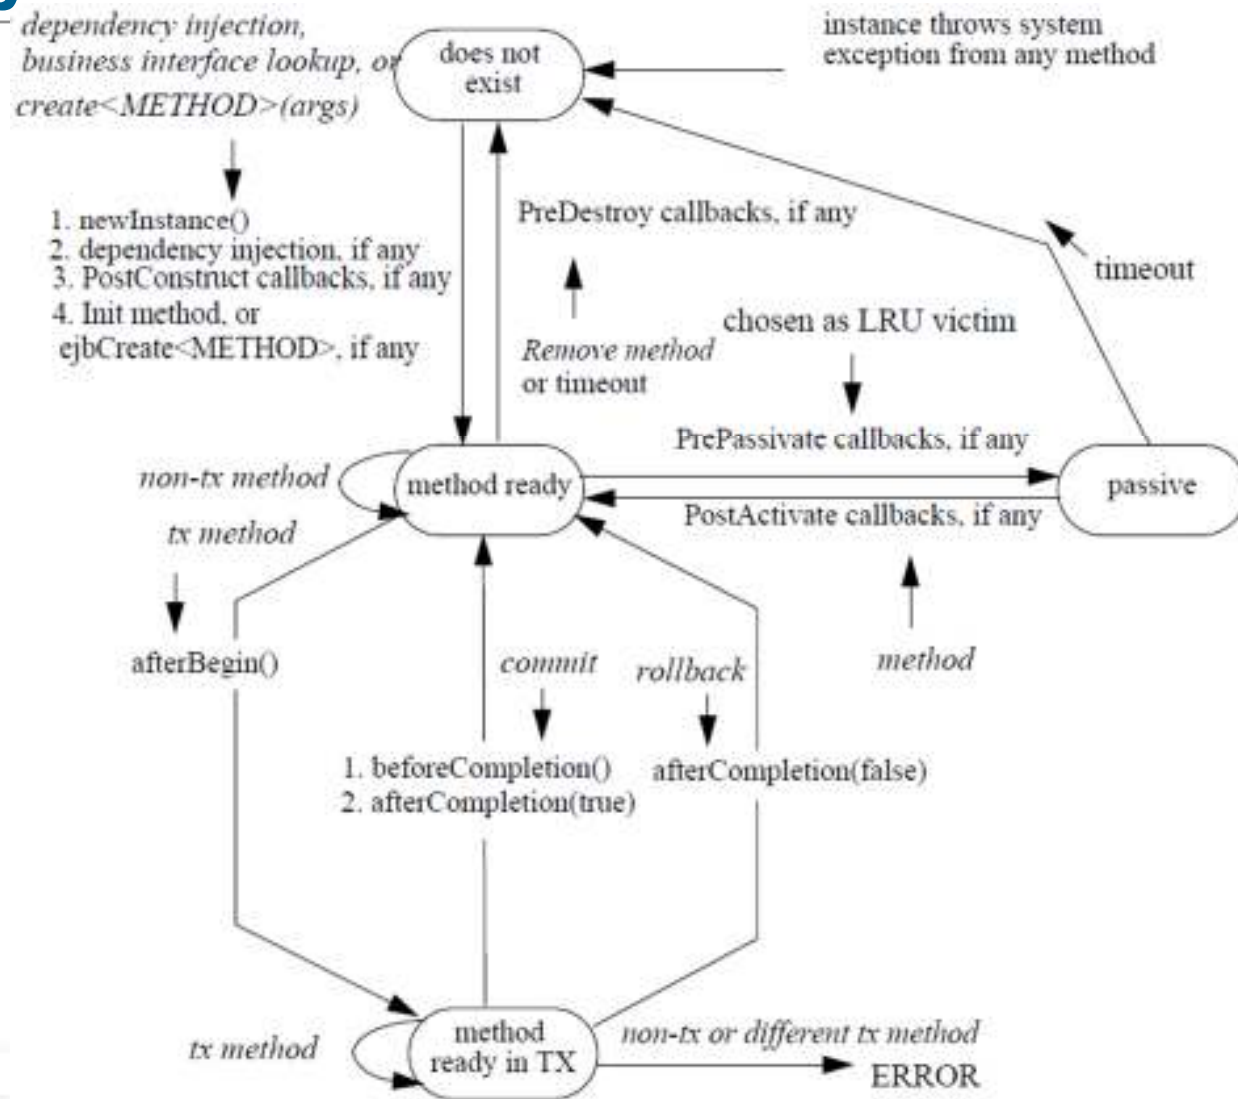 dependency injection,
business interface lookup, or
create<METHOD>(args)
does not
exist
instance throws system
exception from any method
1. newInstance()
2. dependency injection, if any
3. PostConstruct callbacks, if any
4. Init method, or
ejbCreate<METHOD>, if any
PreDestroy callbacks, if any
Remove method
or timeout
timeout
chosen as LRU victim
PrePassivate callbacks, if any
non-tx method
method ready
passive
PostActivate callbacks, if any
tx method
afterBegin()
commit
rollback
method
1. beforeCompletion()
2. afterCompletion(true)
afterCompletion(false)
tx method
method
ready in TX
non-tx or different tx method
ERROR